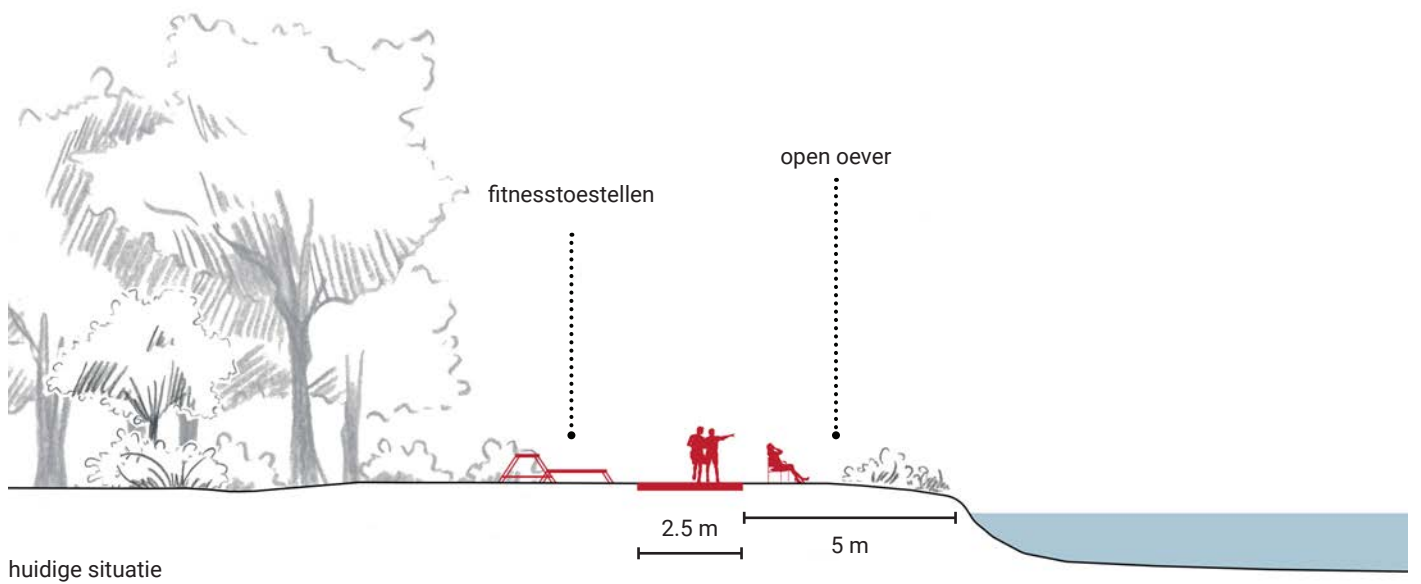 open oever
fitnesstoestellen
2.5 m
5 m
huidige situatie